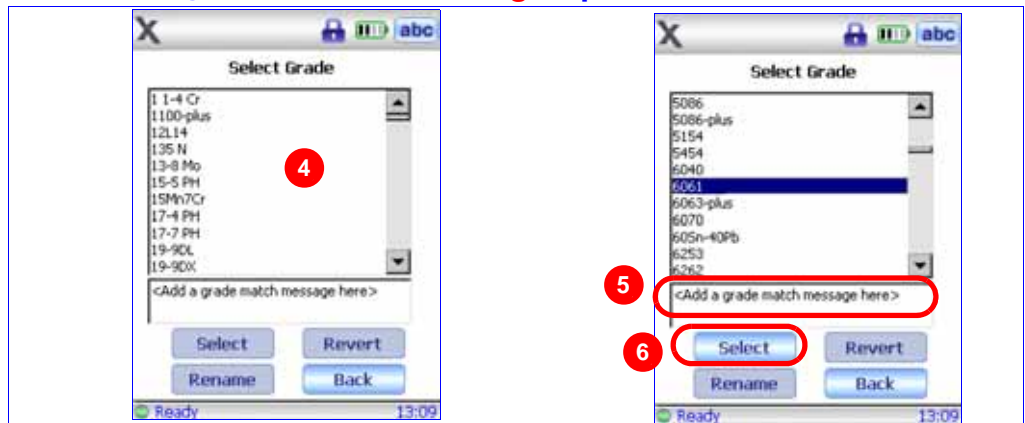 abc
Select Grade
1 1-4 Cr
1100-plus
12L14
135 N
13-8 Mo
15-5 PH
15Mn7Cr
17-4 PH
17-7 PH
19-9DL
19-9DX
4
<Add a grade match message here>
Select Revert
Rename Back
Ready 13:09
abc
Select Grade
5086
5086-plus
5154
5454
6040
6061
6063-plus
6070
60Sn-40Pb
6253
6262
5
<Add a grade match message here>
6
Select Revert
Rename Back
Ready 13:09